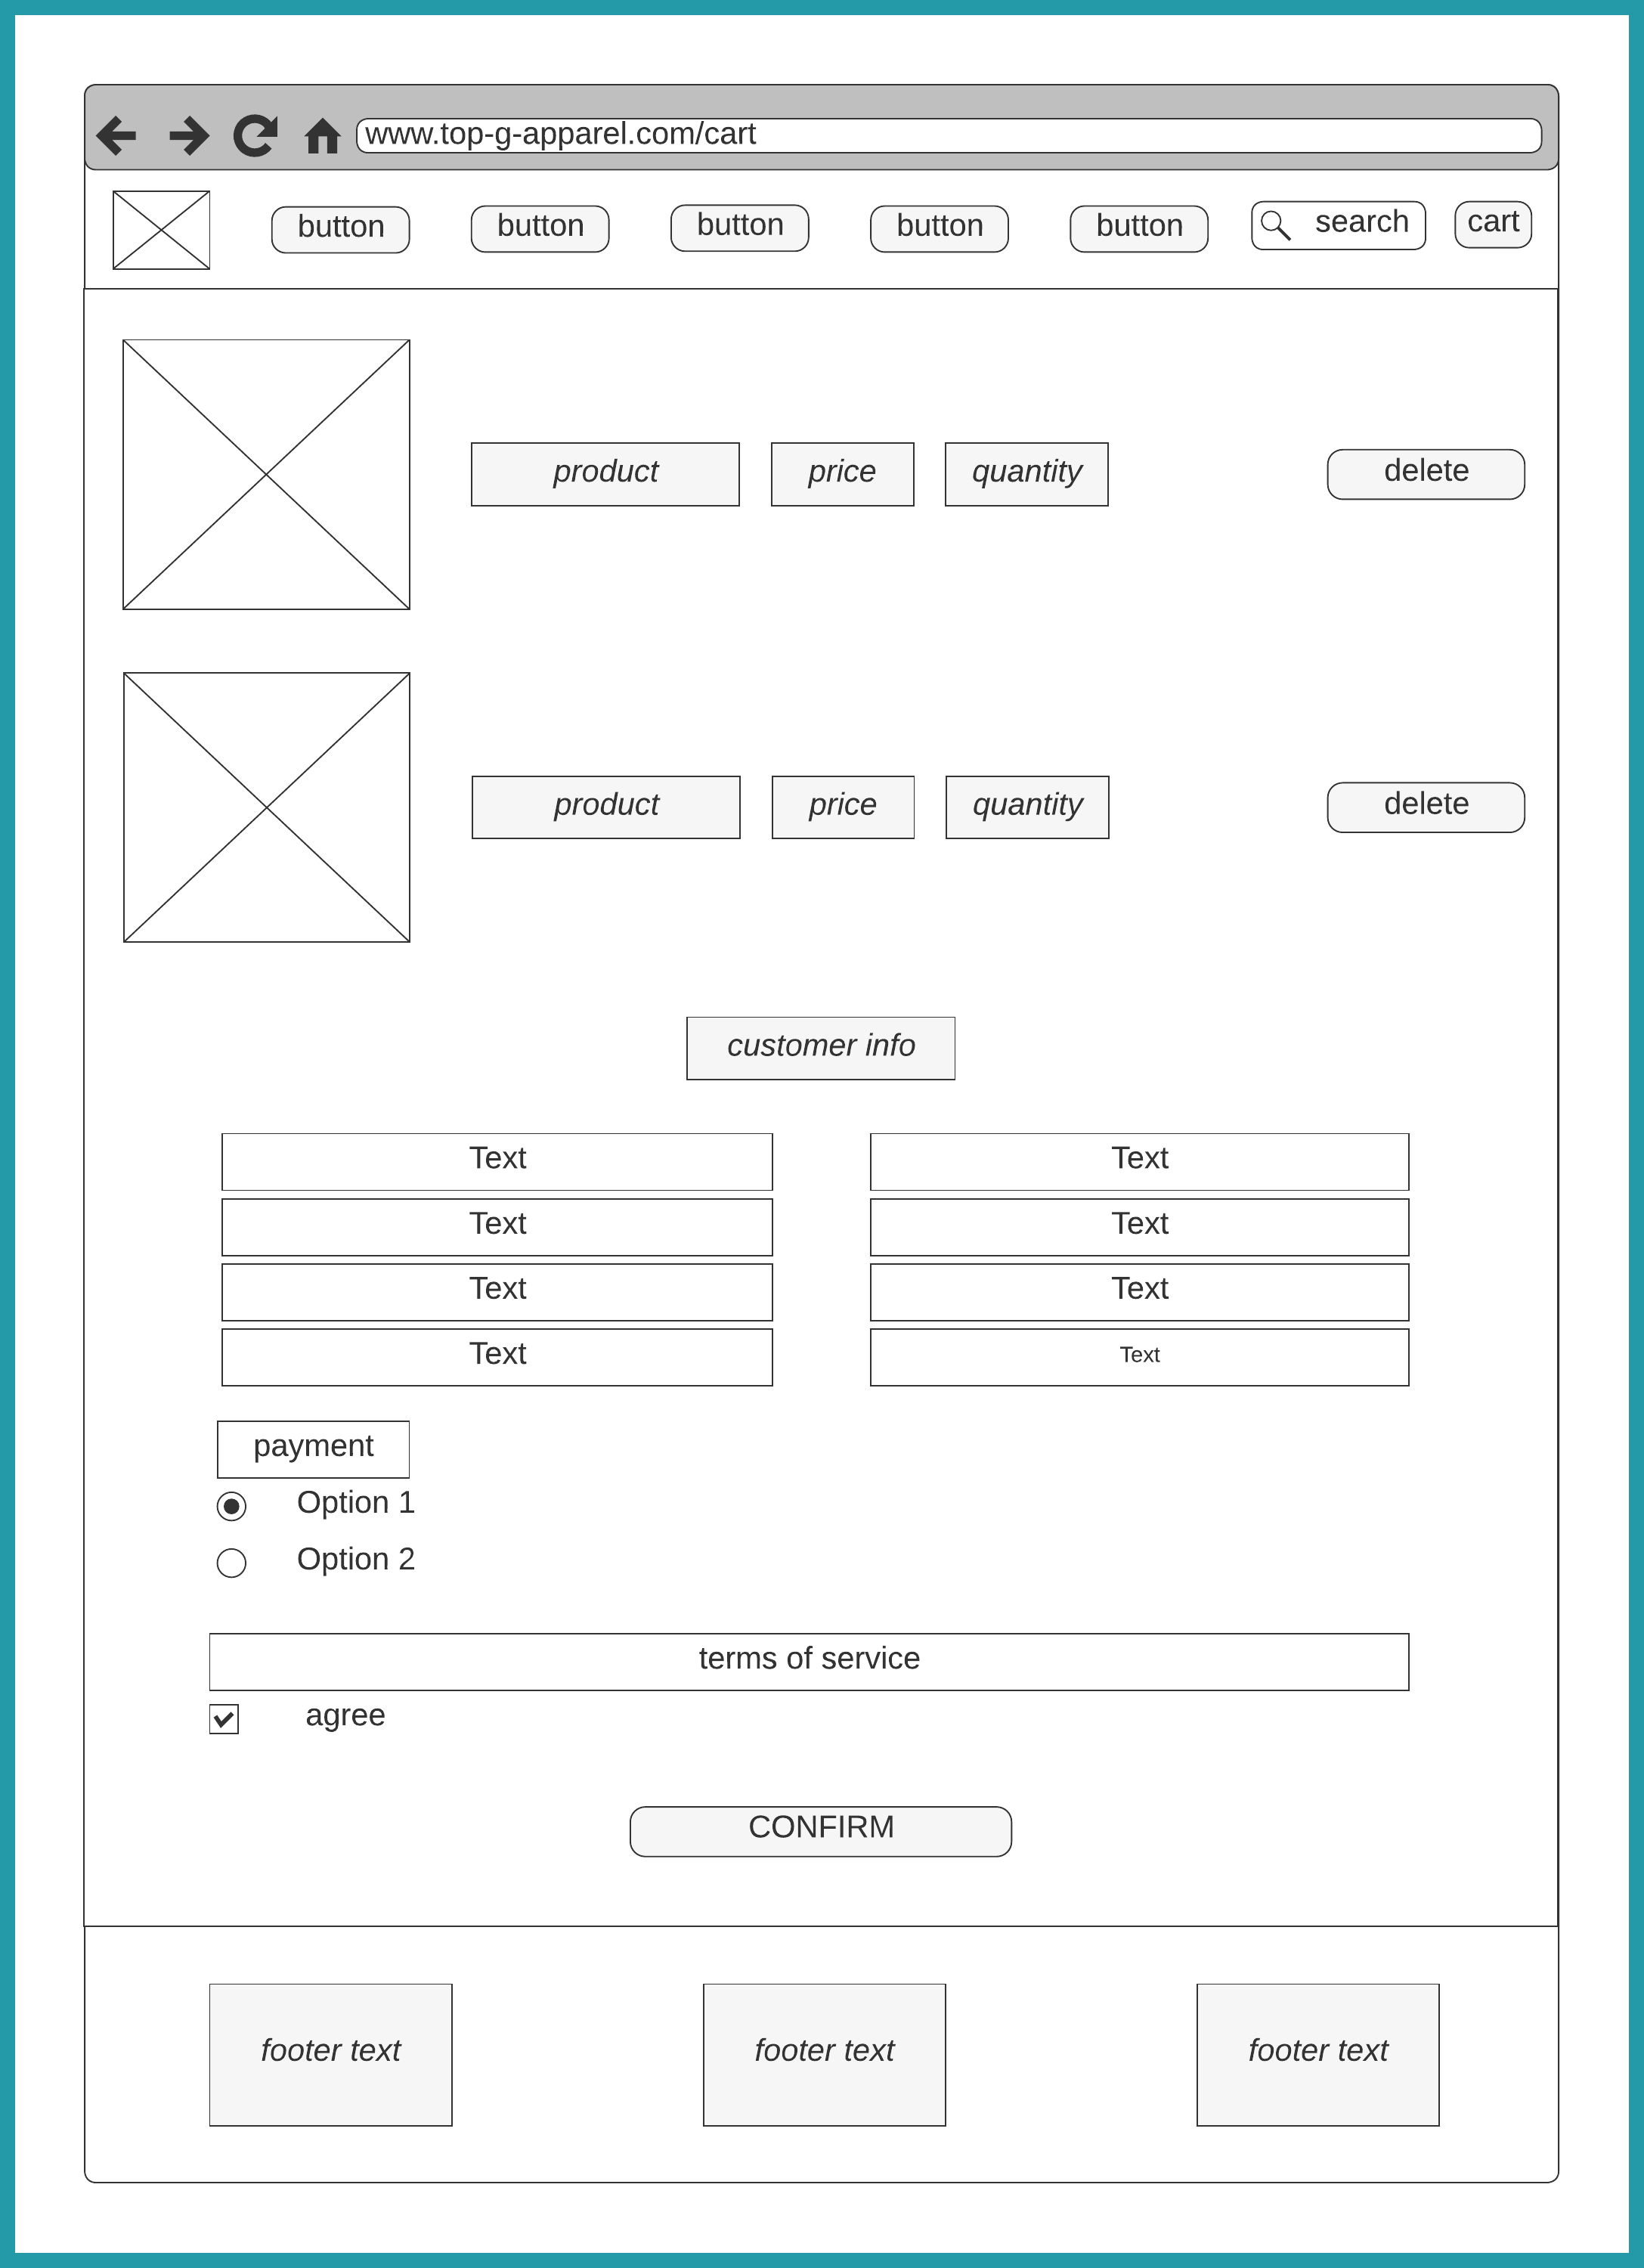 www.top-g-apparel.com/cart
button button button button button search cart
product price quantity delete
product price quantity delete
customer info
Text Text
Text Text
Text Text
Text Text
payment
Option 1
Option 2
terms of service
agree
CONFIRM
footer text footer text footer text